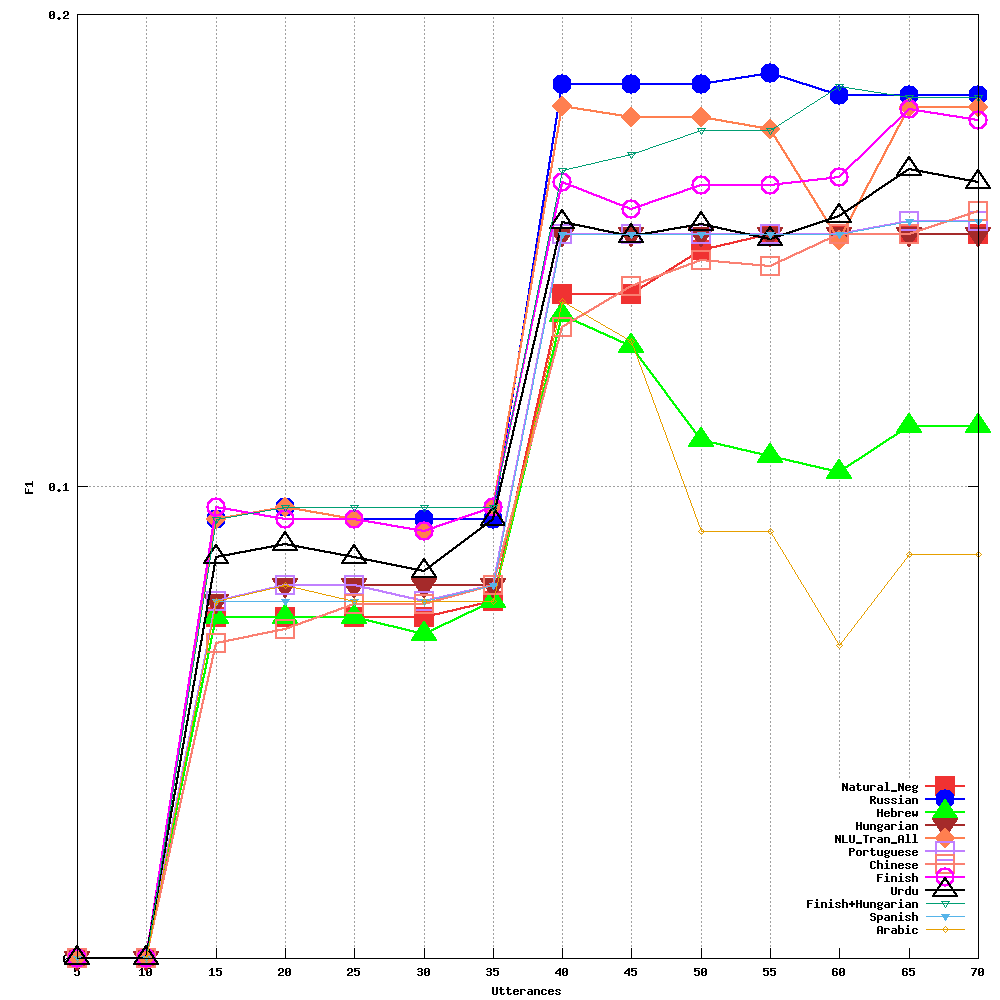 0.2
F1
0.1
0
5 10 15 20 25 30 35 40 45 50 55 60 65 70
Utterances
Natural_Neg
Russian
Hebrew
Hungarian
NLU_Tran_All
Portuguese
Chinese
Finish
Urdu
Finish+Hungarian
Spanish
Arabic